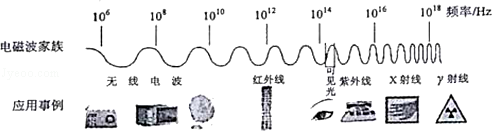 10⁶ 10⁸ 10¹⁰ 10¹² 10¹⁴ 10¹⁶ 10¹⁸ 频率/Hz
电磁波家族
无线电波 红外线 可见光 紫外线 X射线 γ射线
应用事例